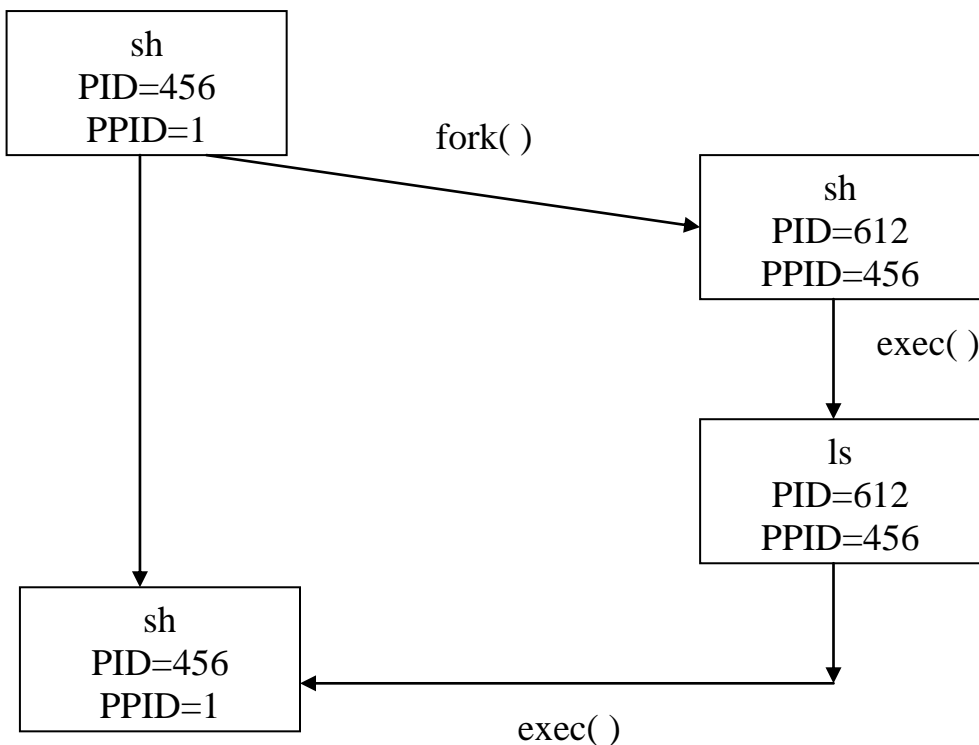 sh
PID=456
PPID=1
fork( )
sh
PID=612
PPID=456
exec( )
ls
PID=612
PPID=456
sh
PID=456
PPID=1
exec( )